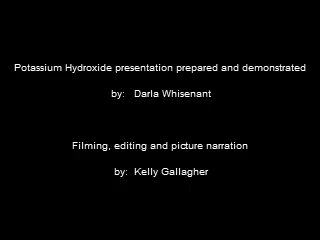 Potassium Hydroxide presentation prepared and demonstrated
by: Darla Whisenant
Filming, editing and picture narration
by: Kelly Gallagher